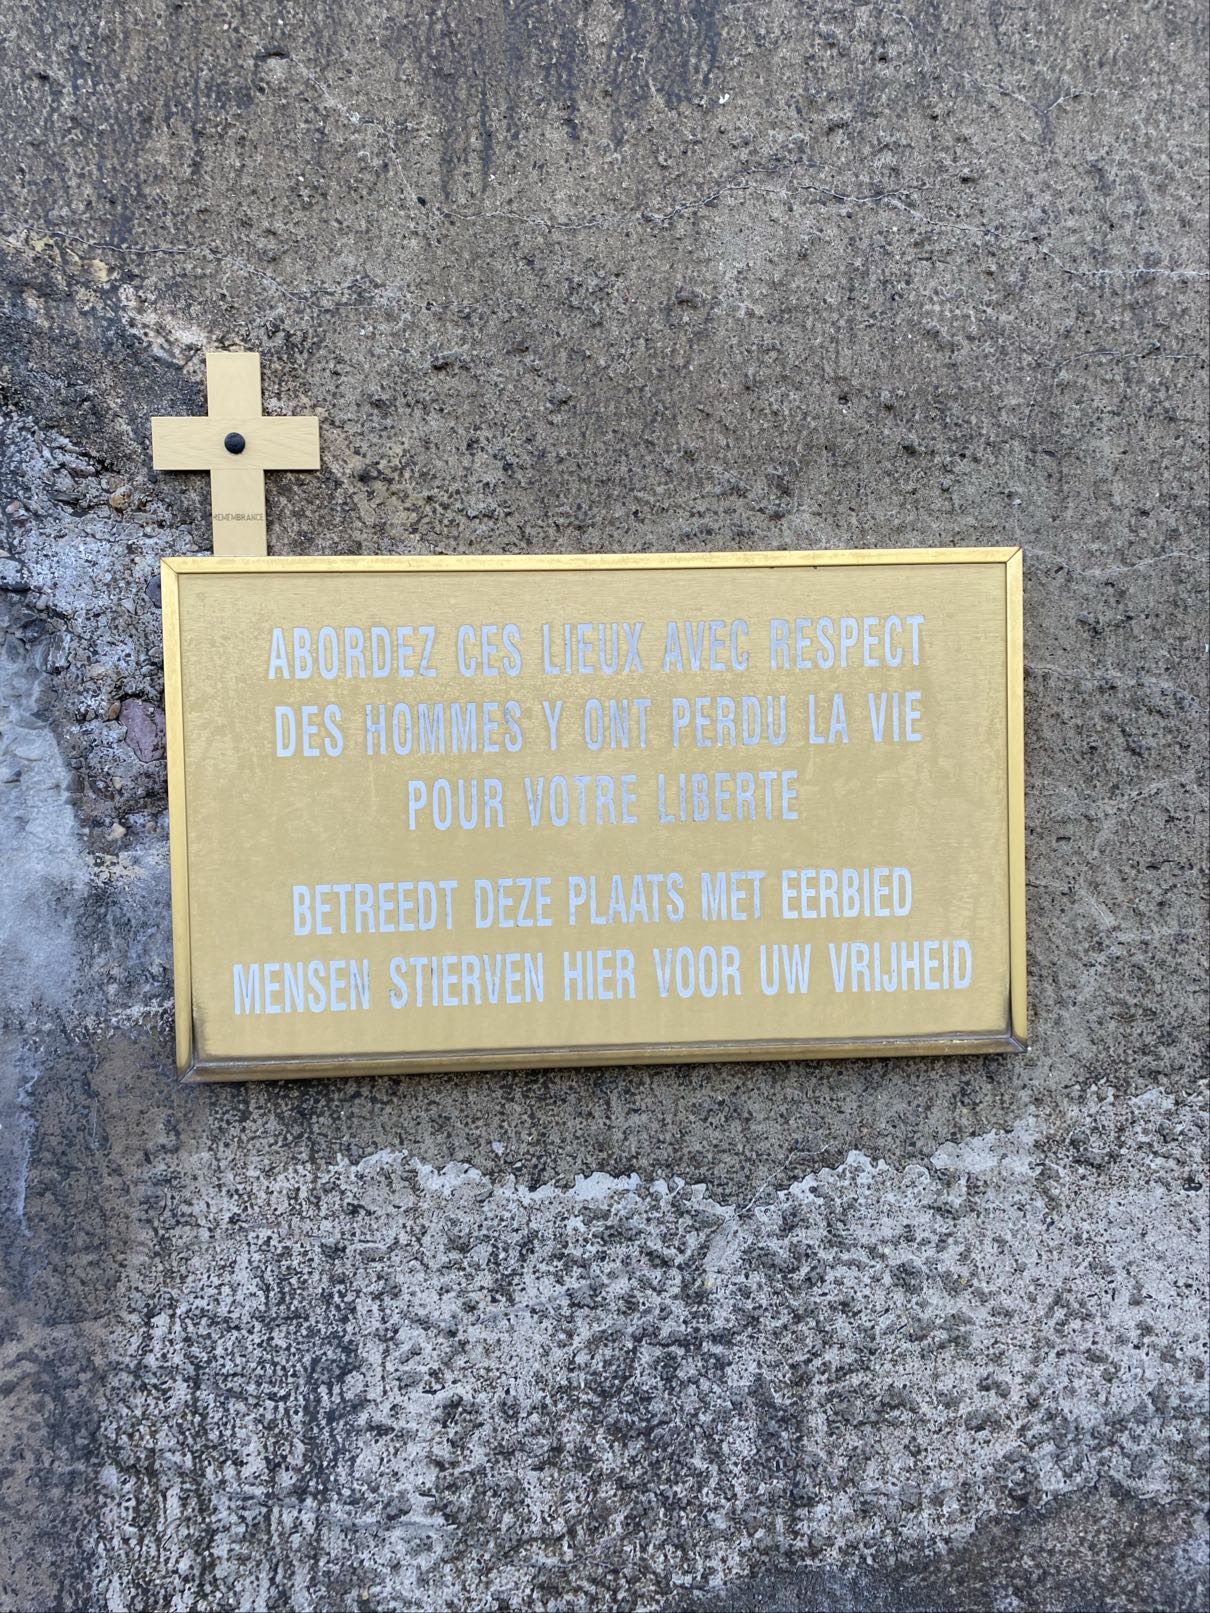 REMEMBRANCE
ABORDEZ CES LIEUX AVEC RESPECT
DES HOMMES Y ONT PERDU LA VIE
POUR VOTRE LIBERTE
BETREEDT DEZE PLAATS MET EERBIED
MENSEN STIERVEN HIER VOOR UW VRIJHEID